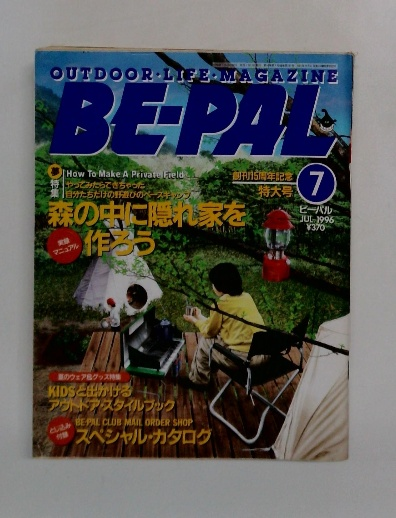 OUTDOOR・LIFE・MAGAZINE
BE-PAL
創刊15周年記念
特大号
7
ビーパル
JUL.1996
¥370
特集
How To Make A Private Field
やってみたらできちゃった
自分たちだけの野遊びのベースキャンプ
森の中に隠れ家を
作ろう
実録
マニュアル
夏のウェア&グッズ特集
KIDSと出かける
アウトドア・スタイルブック
とじ込み
付録
BE-PAL CLUB MAIL ORDER SHOP
スペシャル・カタログ